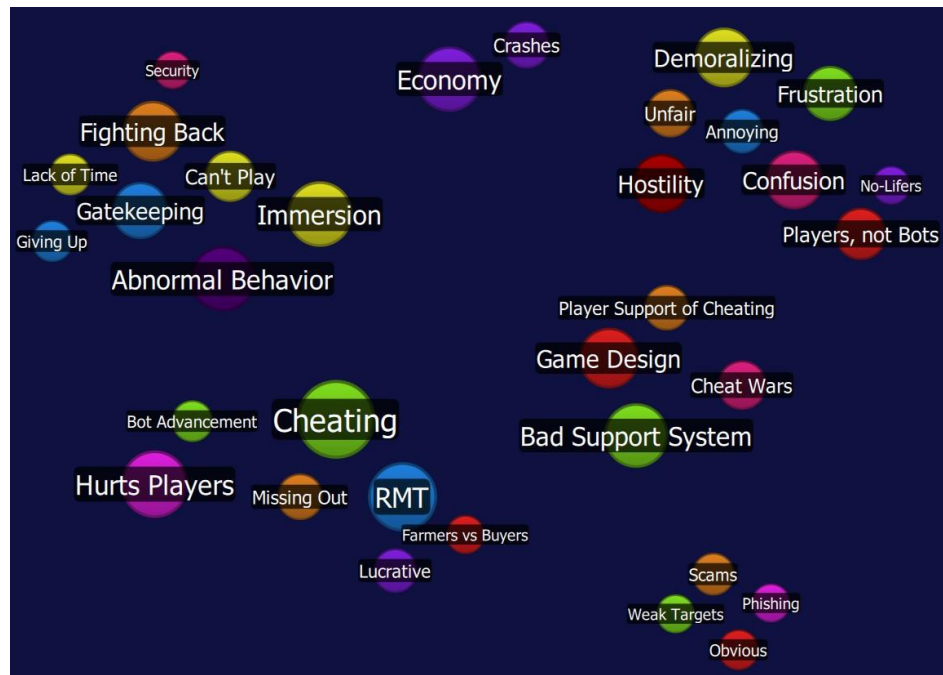 Crashes
Economy
Demoralizing
Security
Frustration
Unfair
Fighting Back
Annoying
Lack of Time
Can't Play
Hostility
Confusion
No-Lifers
Gatekeeping
Immersion
Giving Up
Players, not Bots
Abnormal Behavior
Player Support of Cheating
Game Design
Cheat Wars
Bot Advancement
Cheating
Bad Support System
Hurts Players
Missing Out
RMT
Farmers vs Buyers
Lucrative
Scams
Weak Targets
Phishing
Obvious